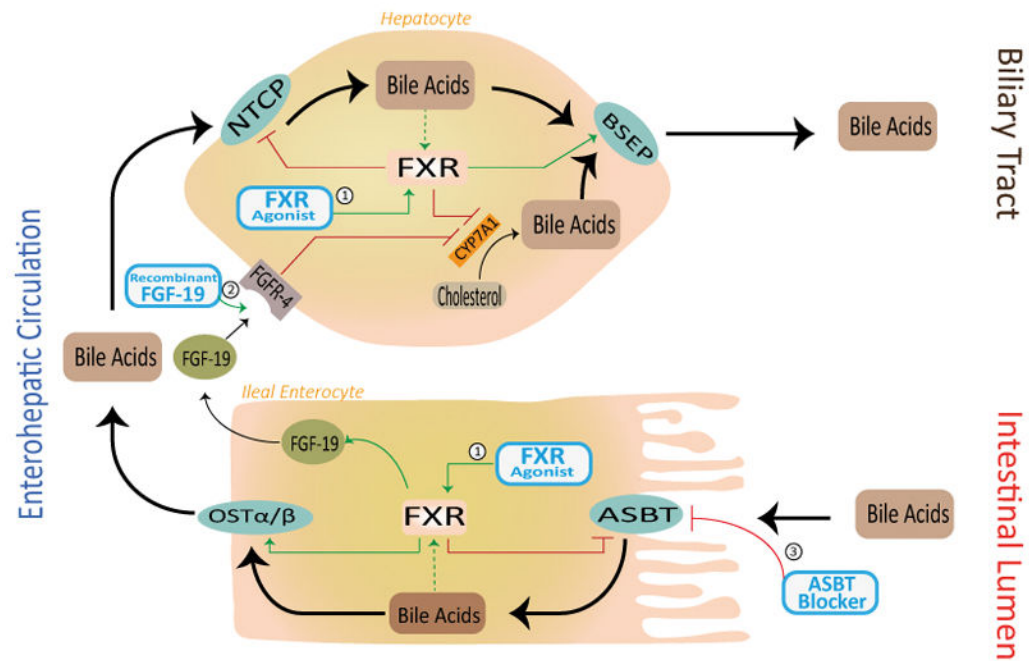 Hepatocyte
Biliary Tract
NTCP
Bile Acids
BSEP
Bile Acids
FXR
FXR
Agonist
1
CYP7A1
Bile Acids
Cholesterol
Recombinant
FGF-19
2
FGFR-4
Enterohepatic Circulation
Bile Acids
FGF-19
Ileal Enterocyte
FGF-19
1
FXR
Agonist
Intestinal Lumen
OSTα/β
FXR
ASBT
Bile Acids
3
ASBT
Blocker
Bile Acids